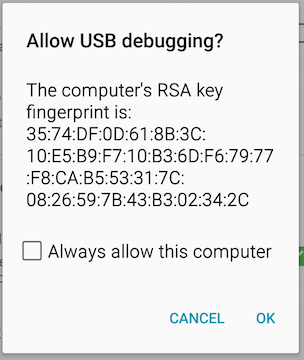 Allow USB debugging?
The computer's RSA key
fingerprint is:
35:74:DF:0D:61:8B:3C:
10:E5:B9:F7:10:B3:6D:F6:79:77
:F8:CA:B5:53:31:7C:
08:26:59:7B:43:B3:02:34:2C
Always allow this computer
CANCEL OK